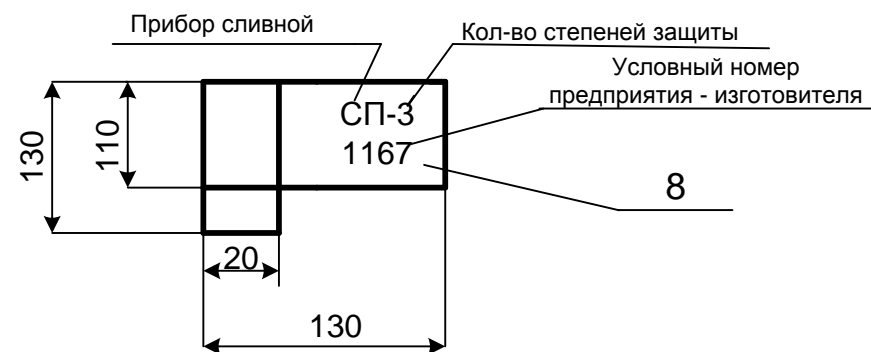 Прибор сливной
Кол-во степеней защиты
Условный номер
предприятия - изготовителя
СП-3
1167
8
130
110
20
130